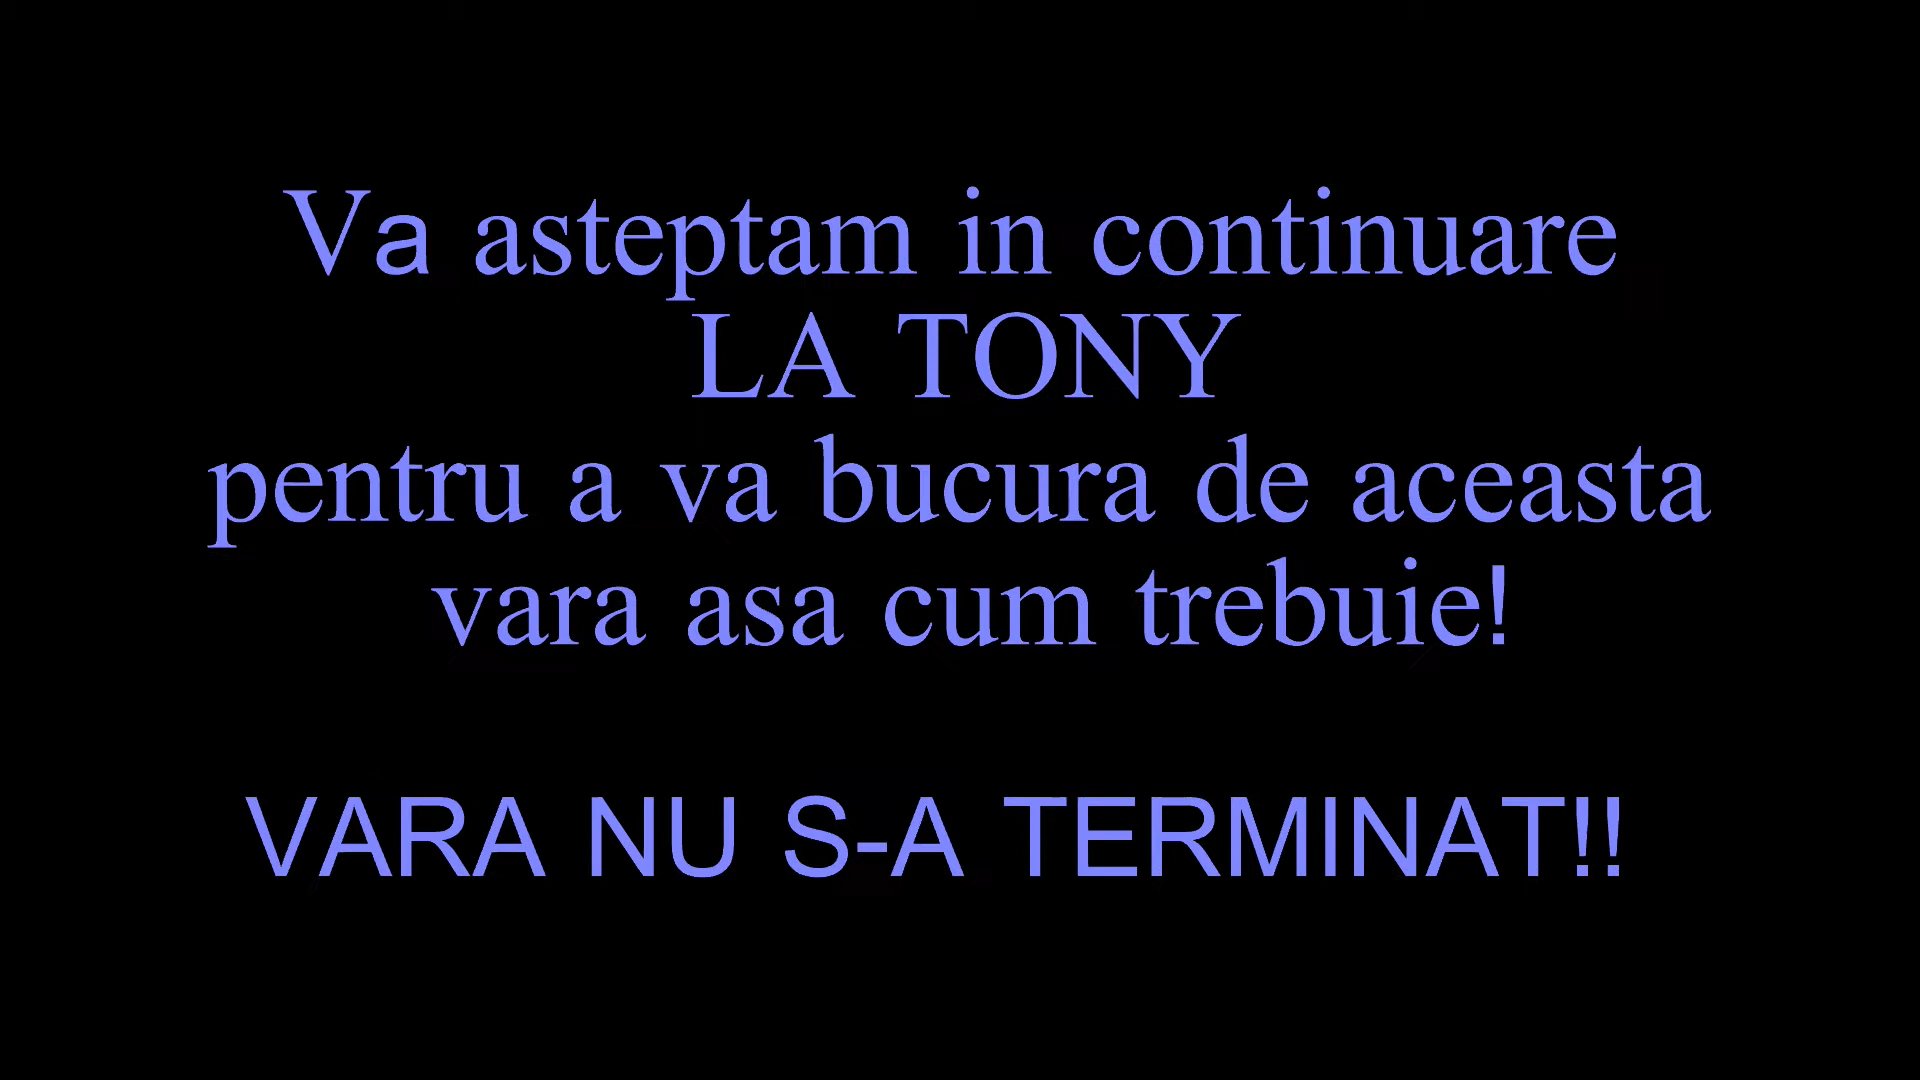 Va asteptam in continuare
LA TONY
pentru a va bucura de aceasta
vara asa cum trebuie!
VARA NU S-A TERMINAT!!